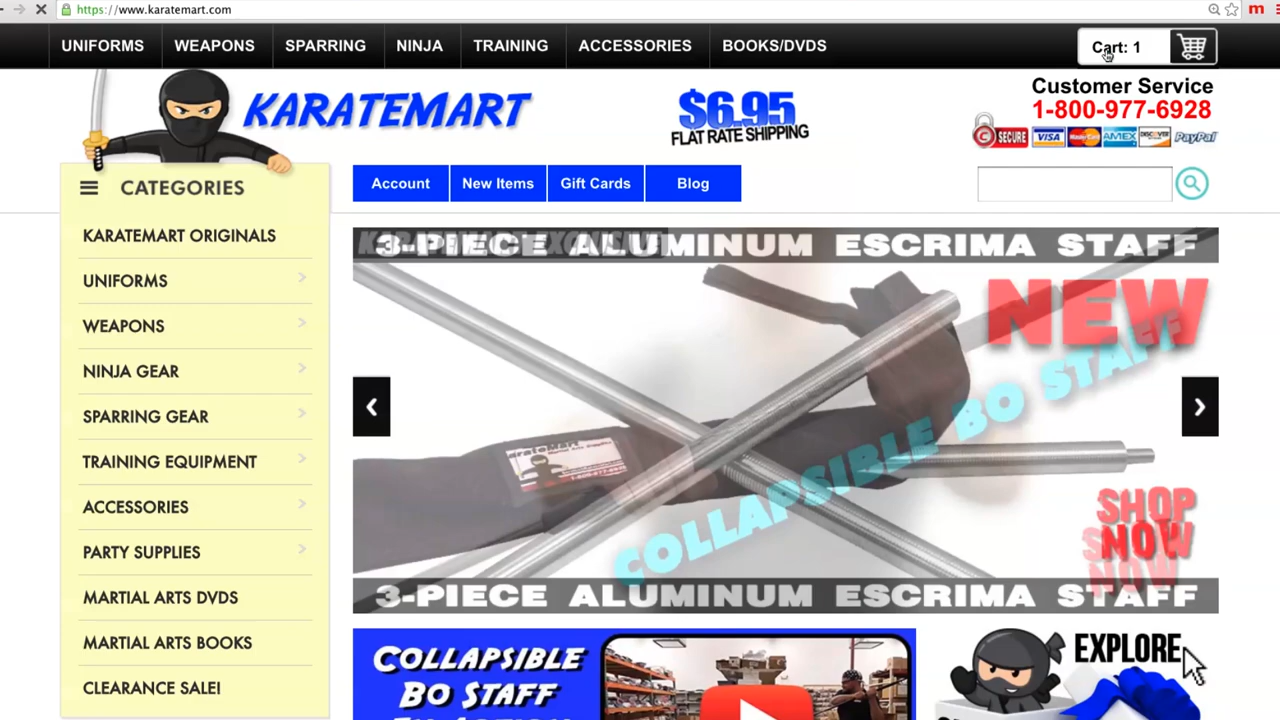 https://www.karatemart.com
m
UNIFORMS
WEAPONS
SPARRING
NINJA
TRAINING
ACCESSORIES
BOOKS/DVDS
Cart: 1
KARATEMART
$6.95
FLAT RATE SHIPPING
Customer Service
1-800-977-6928
SECURE
VISA
MasterCard
AMEX
DISCOVER
PayPal
CATEGORIES
Account
New Items
Gift Cards
Blog
KARATEMART ORIGINALS
UNIFORMS
WEAPONS
NINJA GEAR
SPARRING GEAR
TRAINING EQUIPMENT
ACCESSORIES
PARTY SUPPLIES
MARTIAL ARTS DVDS
MARTIAL ARTS BOOKS
CLEARANCE SALE!
3-PIECE ALUMINUM ESCRIMA STAFF
NEW
COLLAPSIBLE BO STAFF
KarateMart
SHOP
NOW
NOW
3-PIECE ALUMINUM ESCRIMA STAFF
COLLAPSIBLE
BO STAFF
EXPLORE